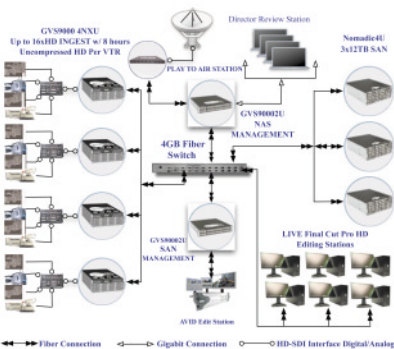 GVS9000 4NXU
Up to 16xHD INGEST w/ 8 hours
Uncompressed HD Per VTR
PLAY TO AIR STATION
Director Review Station
Nomadic4U
3x12TB SAN
GVS90002U
NAS
MANAGEMENT
4GB Fiber
Switch
GVS90002U
SAN
MANAGEMENT
AVID Edit Station
LIVE Final Cut Pro HD
Editing Stations
Fiber Connection
Gigabit Connection
HD-SDI Interface Digital/Analog